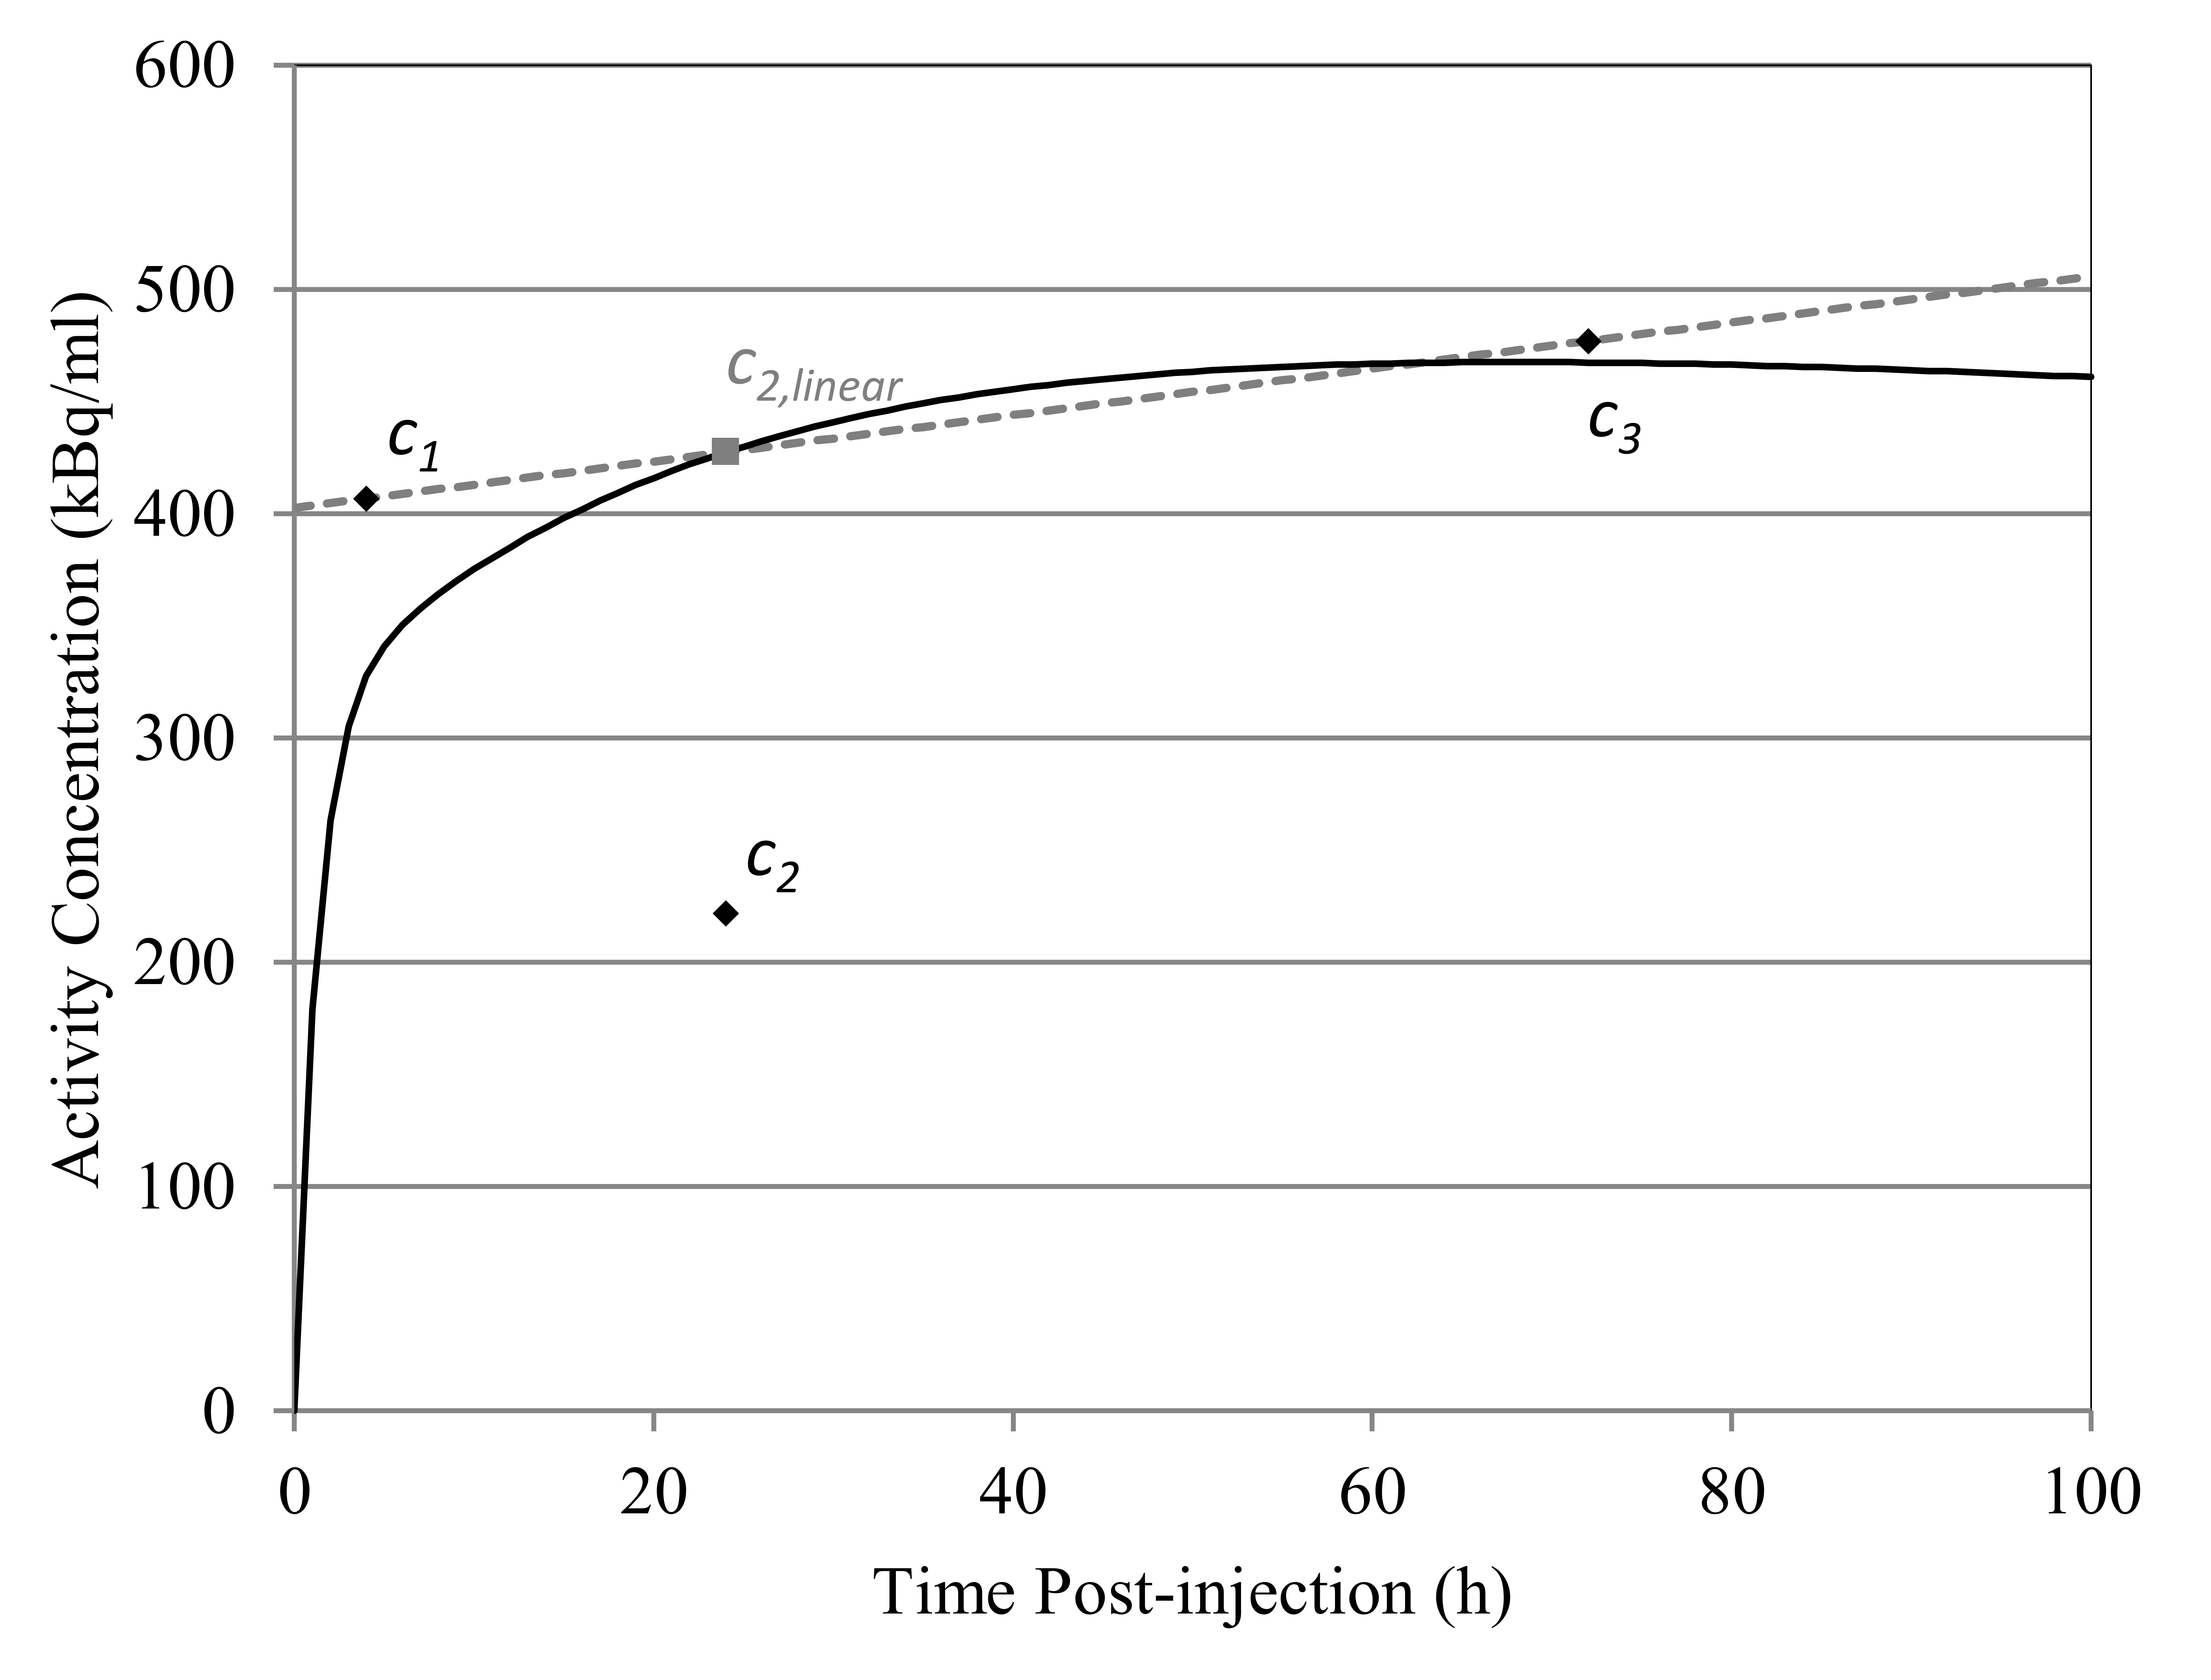 Activity Concentration (kBq/ml)
600
500
400
300
200
100
0
c1
c2,linear
c2
c3
0 20 40 60 80 100
Time Post-injection (h)